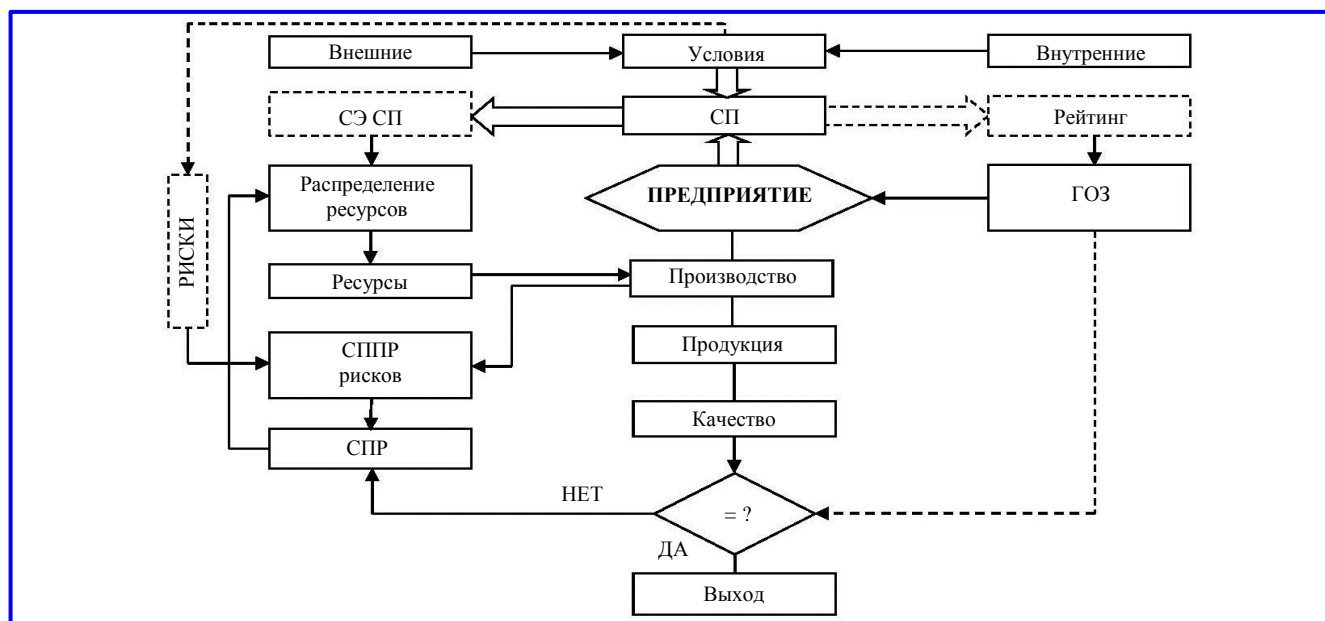 Внешние
Условия
Внутренние
СЭ СП
СП
Рейтинг
Распределение
ресурсов
ПРЕДПРИЯТИЕ
ГОЗ
РИСКИ
Ресурсы
Производство
СППР
рисков
Продукция
СПР
Качество
НЕТ
= ?
ДА
Выход